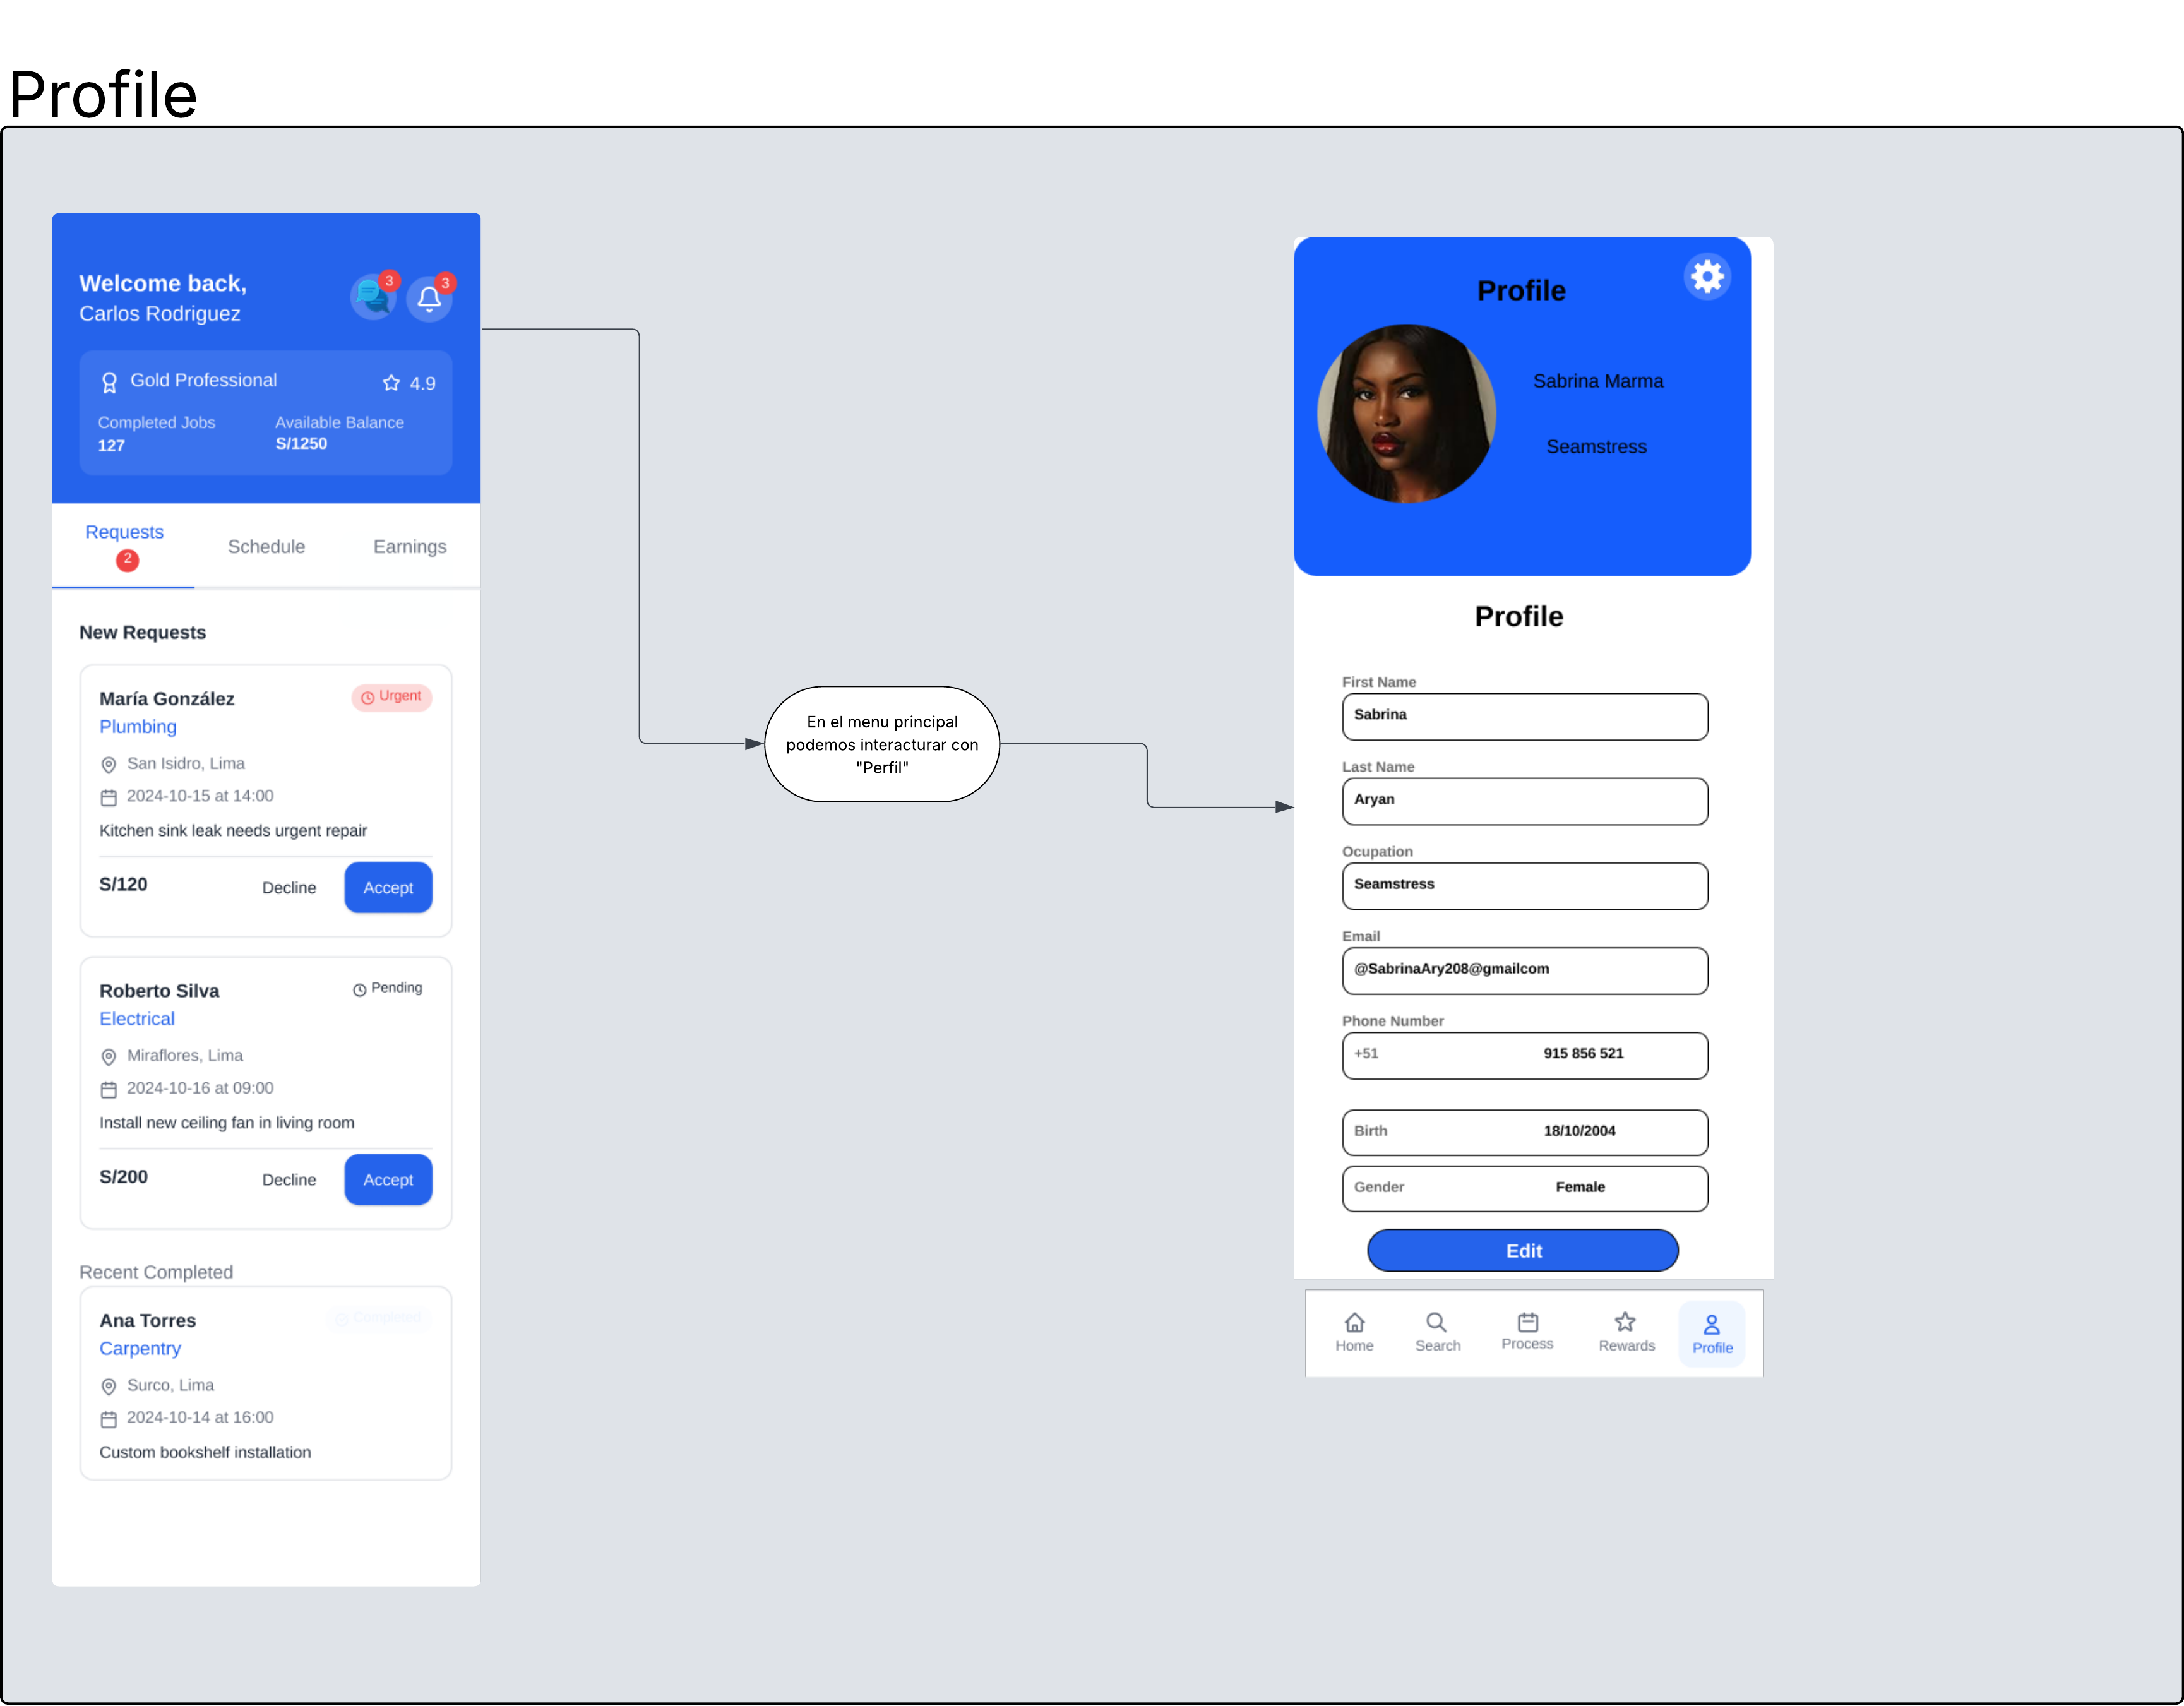 Profile
Welcome back,
Carlos Rodriguez
3
3
Gold Professional
4.9
Completed Jobs
Available Balance
127
S/1250
Requests
2
Schedule
Earnings
New Requests
María González
Urgent
Plumbing
San Isidro, Lima
2024-10-15 at 14:00
Kitchen sink leak needs urgent repair
S/120
Decline
Accept
Roberto Silva
Pending
Electrical
Miraflores, Lima
2024-10-16 at 09:00
Install new ceiling fan in living room
S/200
Decline
Accept
Recent Completed
Ana Torres
Completed
Carpentry
Surco, Lima
2024-10-14 at 16:00
Custom bookshelf installation
En el menu principal
podemos interacturar con
"Perfil"
Profile
Sabrina Marma
Seamstress
Profile
First Name
Sabrina
Last Name
Aryan
Ocupation
Seamstress
Email
@SabrinaAry208@gmailcom
Phone Number
+51 915 856 521
Birth 18/10/2004
Gender Female
Edit
Home
Search
Process
Rewards
Profile